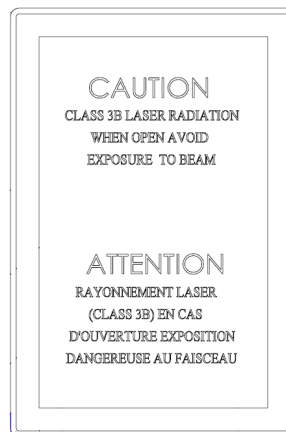 CAUTION
CLASS 3B LASER RADIATION
WHEN OPEN AVOID
EXPOSURE TO BEAM
ATTENTION
RAYONNEMENT LASER
(CLASS 3B) EN CAS
D'OUVERTURE EXPOSITION
DANGEREUSE AU FAISCEAU